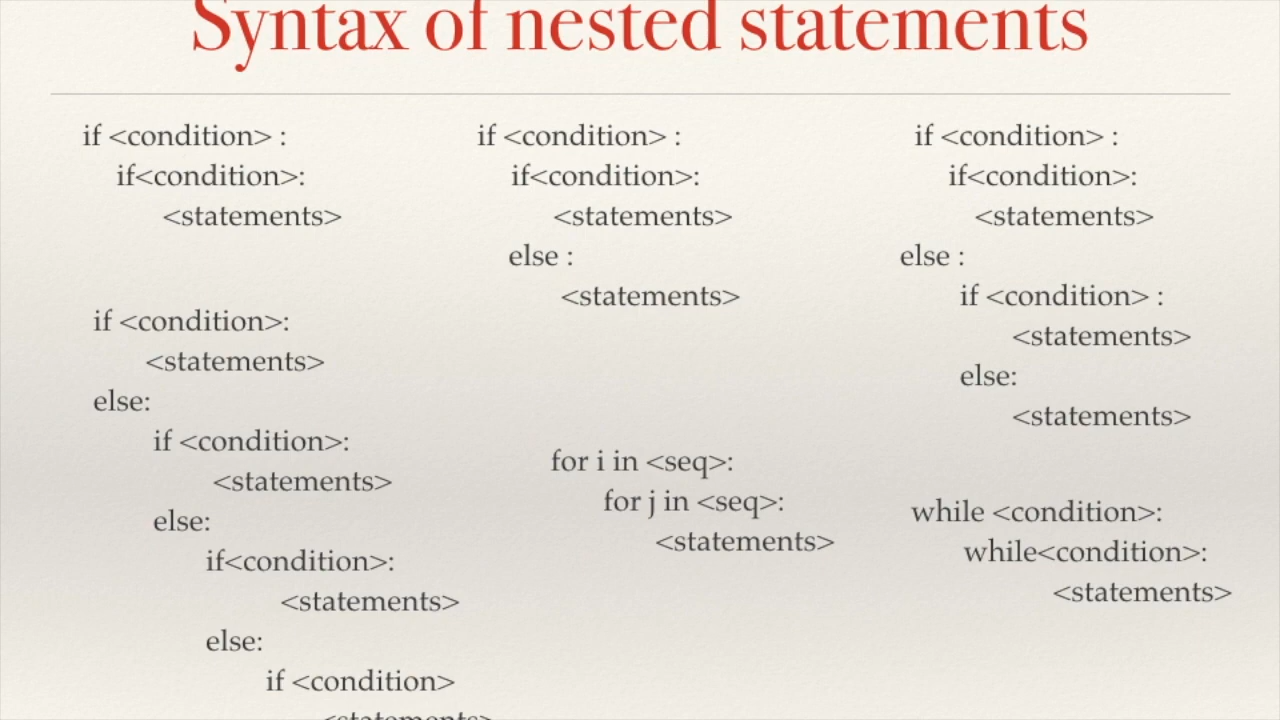 Syntax of nested statements
if <condition> :
if<condition>:
<statements>
if <condition>:
<statements>
else:
if <condition>:
<statements>
else:
if<condition>:
<statements>
else:
if <condition>
<statements>
if <condition> :
if<condition>:
<statements>
else :
<statements>
for i in <seq>:
for j in <seq>:
<statements>
if <condition> :
if<condition>:
<statements>
else :
if <condition> :
<statements>
else:
<statements>
while <condition>:
while<condition>:
<statements>